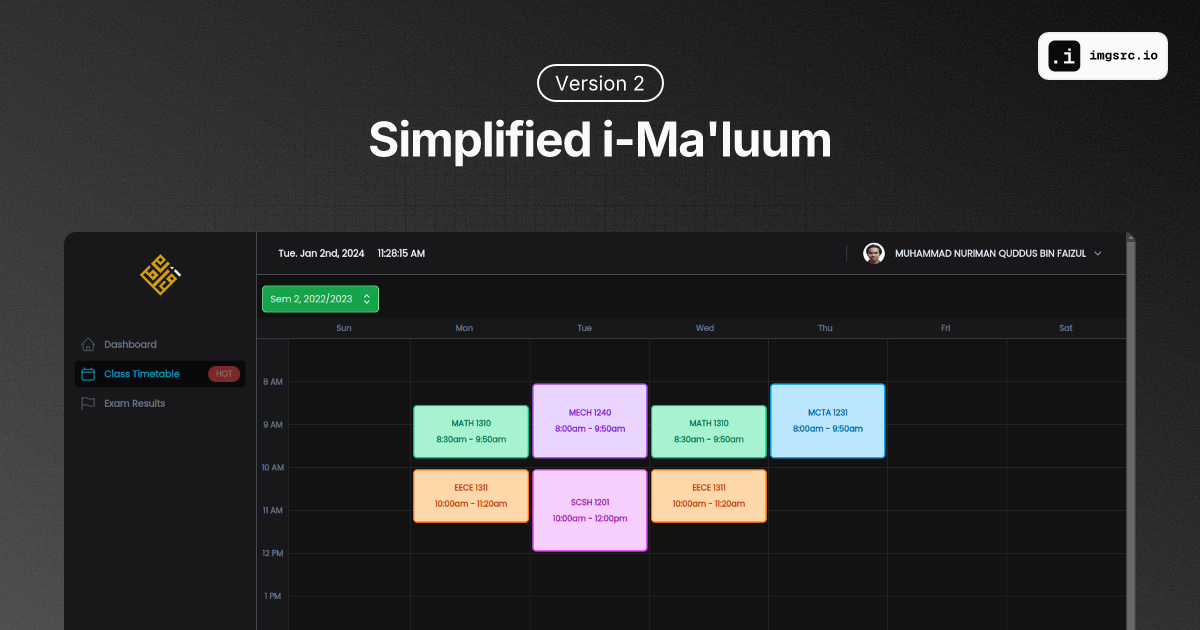 .i imgsrc.io
Version 2
Simplified i-Ma'luum
Tue. Jan 2nd, 2024 11:28:15 AM
MUHAMMAD NURIMAN QUDDUS BIN FAIZUL
Sem 2, 2022/2023
Dashboard
Class Timetable HOT
Exam Results
Sun Mon Tue Wed Thu Fri Sat
8 AM
MECH 1240
8:00am - 9:50am
MCTA 1231
8:00am - 9:50am
9 AM
MATH 1310
8:30am - 9:50am
MATH 1310
8:30am - 9:50am
10 AM
EECE 1311
10:00am - 11:20am
SCSH 1201
10:00am - 12:00pm
EECE 1311
10:00am - 11:20am
11 AM
12 PM
1 PM